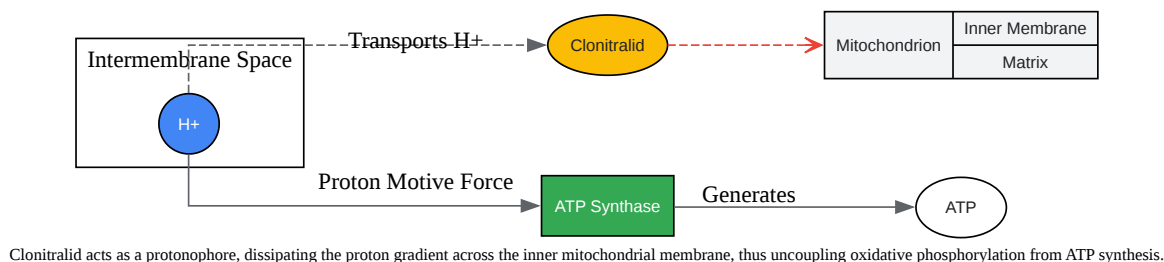 Transports H+
Clonitralid
Mitochondrion
Inner Membrane
Matrix
Intermembrane Space
H+
Proton Motive Force
ATP Synthase
Generates
ATP
Clonitralid acts as a protonophore, dissipating the proton gradient across the inner mitochondrial membrane, thus uncoupling oxidative phosphorylation from ATP synthesis.